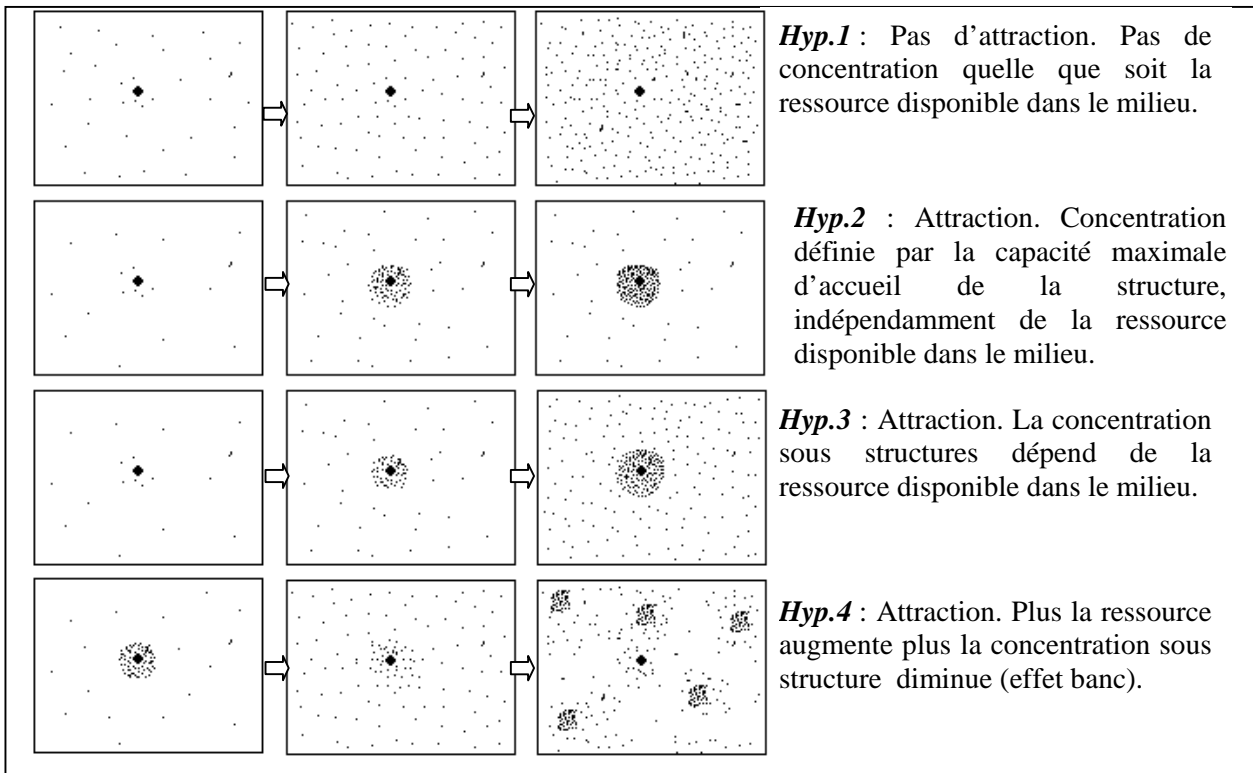 Hyp.1 : Pas d’attraction. Pas de
concentration quelle que soit la
ressource disponible dans le milieu.
Hyp.2 : Attraction. Concentration
définie par la capacité maximale
d’accueil de la structure,
indépendamment de la ressource
disponible dans le milieu.
Hyp.3 : Attraction. La concentration
sous structures dépend de la
ressource disponible dans le milieu.
Hyp.4 : Attraction. Plus la ressource
augmente plus la concentration sous
structure diminue (effet banc).